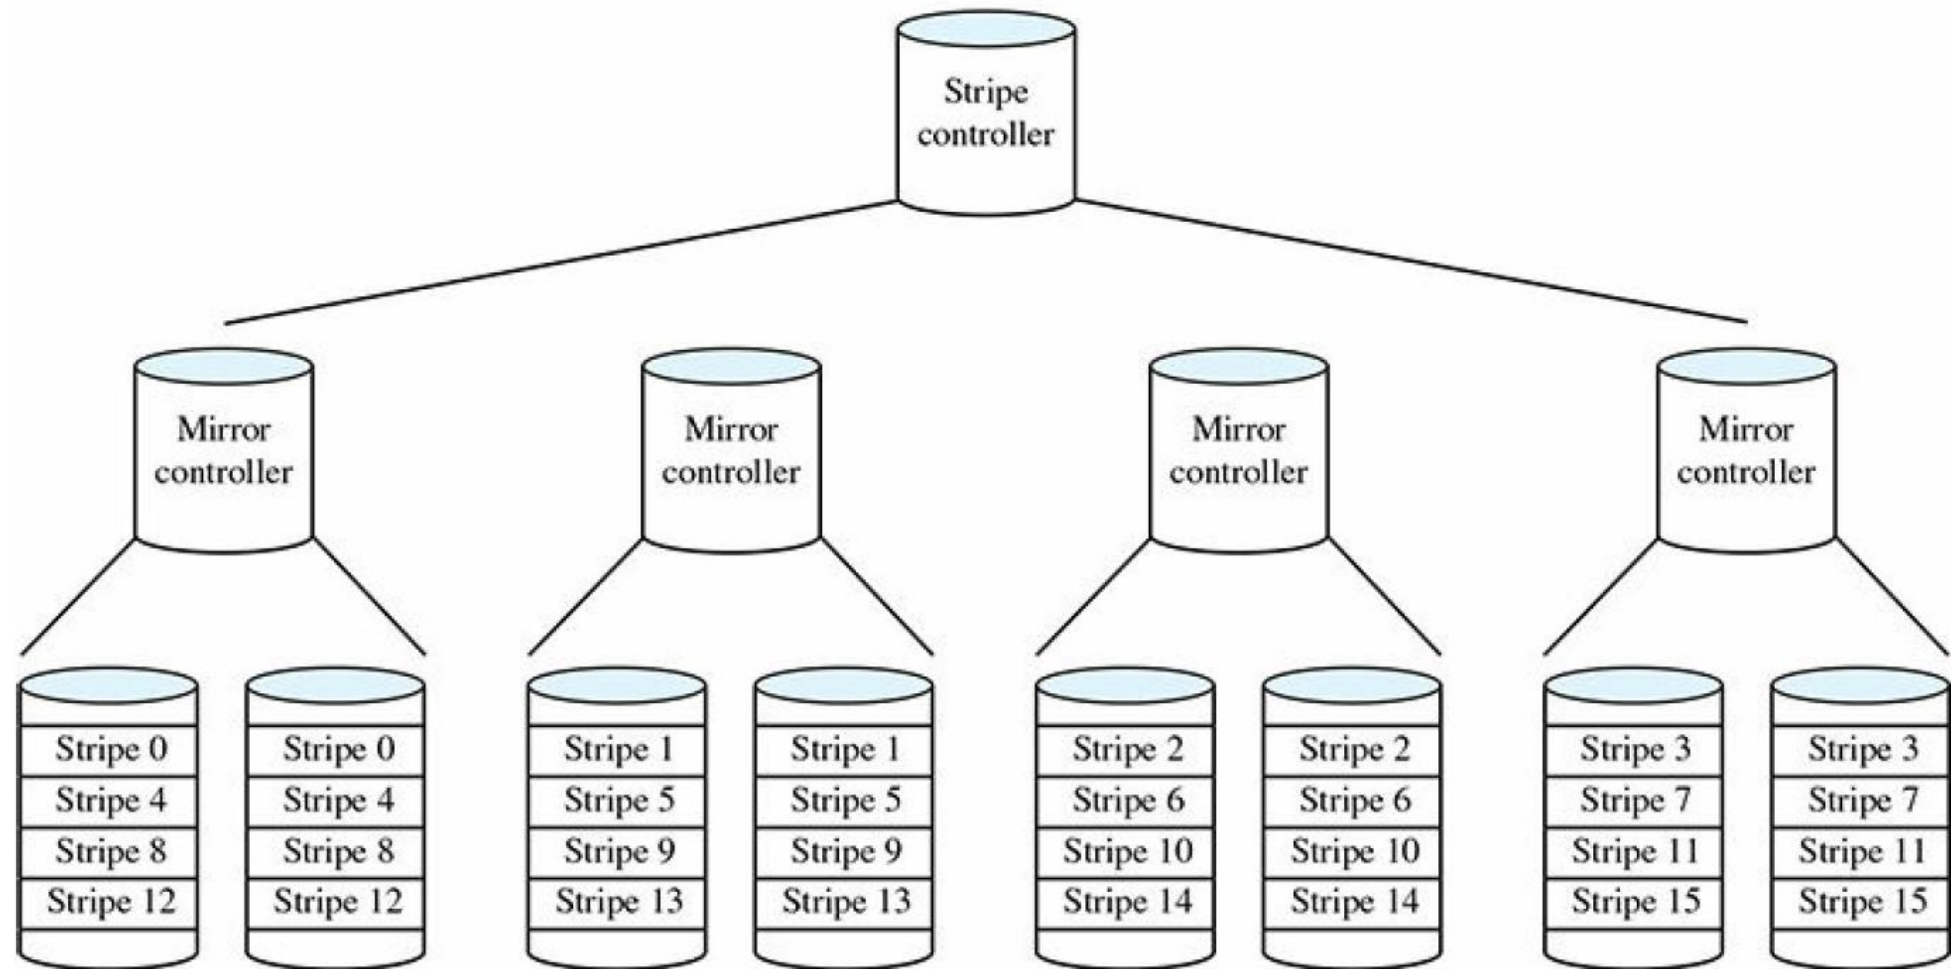 Stripe
controller
Mirror
controller
Mirror
controller
Mirror
controller
Mirror
controller
Stripe 0
Stripe 4
Stripe 8
Stripe 12
Stripe 0
Stripe 4
Stripe 8
Stripe 12
Stripe 1
Stripe 5
Stripe 9
Stripe 13
Stripe 1
Stripe 5
Stripe 9
Stripe 13
Stripe 2
Stripe 6
Stripe 10
Stripe 14
Stripe 2
Stripe 6
Stripe 10
Stripe 14
Stripe 3
Stripe 7
Stripe 11
Stripe 15
Stripe 3
Stripe 7
Stripe 11
Stripe 15